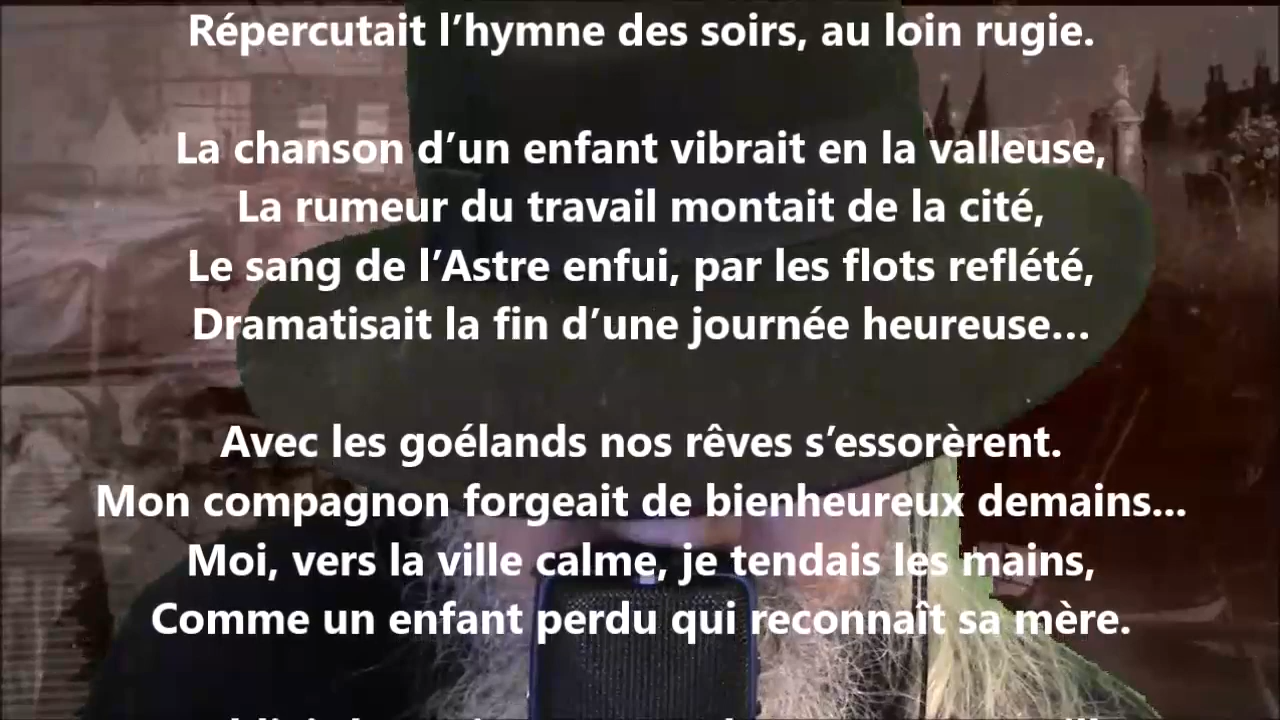 Répercutait l’hymne des soirs, au loin rugie.
La chanson d’un enfant vibrait en la valleuse,
La rumeur du travail montait de la cité,
Le sang de l’Astre enfui, par les flots reflété,
Dramatisait la fin d’une journée heureuse…
Avec les goélands nos rêves s’essorèrent.
Mon compagnon forgeait de bienheureux demains...
Moi, vers la ville calme, je tendais les mains,
Comme un enfant perdu qui reconnaît sa mère.